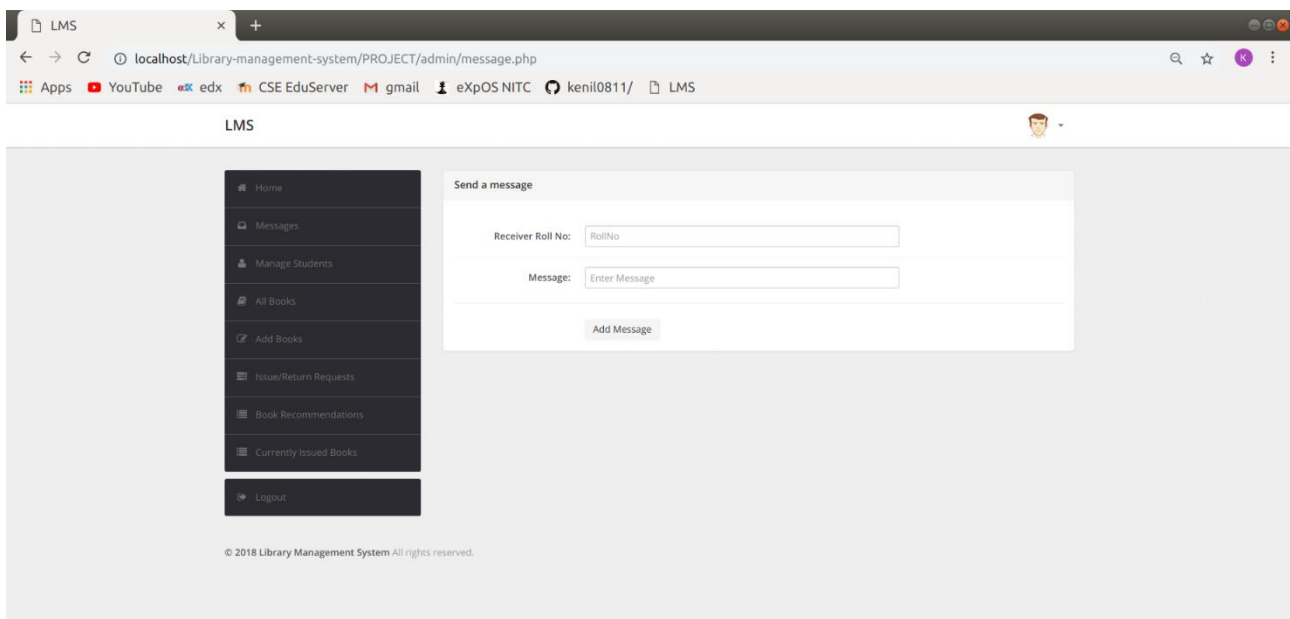 LMS
localhost/Library-management-system/PROJECT/admin/message.php
K
Apps YouTube edX edx CSE EduServer M gmail eXpOS NITC kenil0811/ LMS
LMS
Home
Messages
Manage Students
All Books
Add Books
Issue/Return Requests
Book Recommendations
Currently Issued Books
Logout
Send a message
Receiver Roll No: RollNo
Message: Enter Message
Add Message
© 2018 Library Management System All rights reserved.